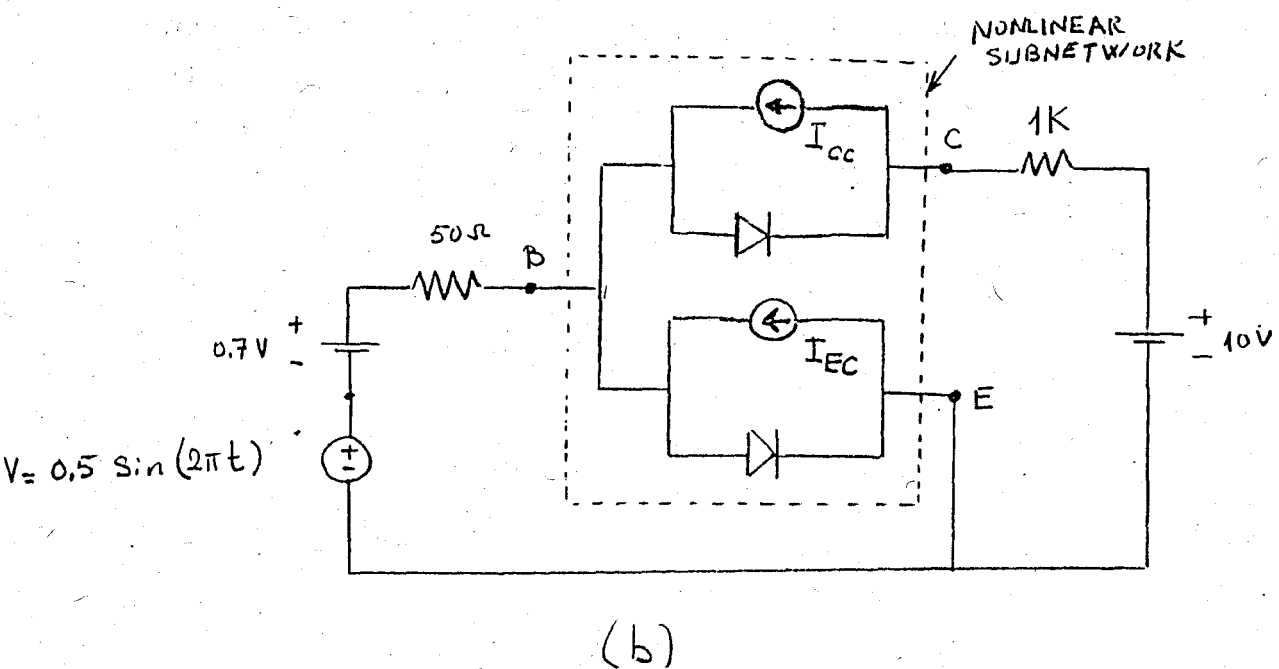 NONLINEAR
SUBNETWORK
I_CC
C
1K
50Ω
B
+
0.7V
-
I_EC
+
10V
-
E
V= 0.5 Sin (2πt)
+
-
(b)